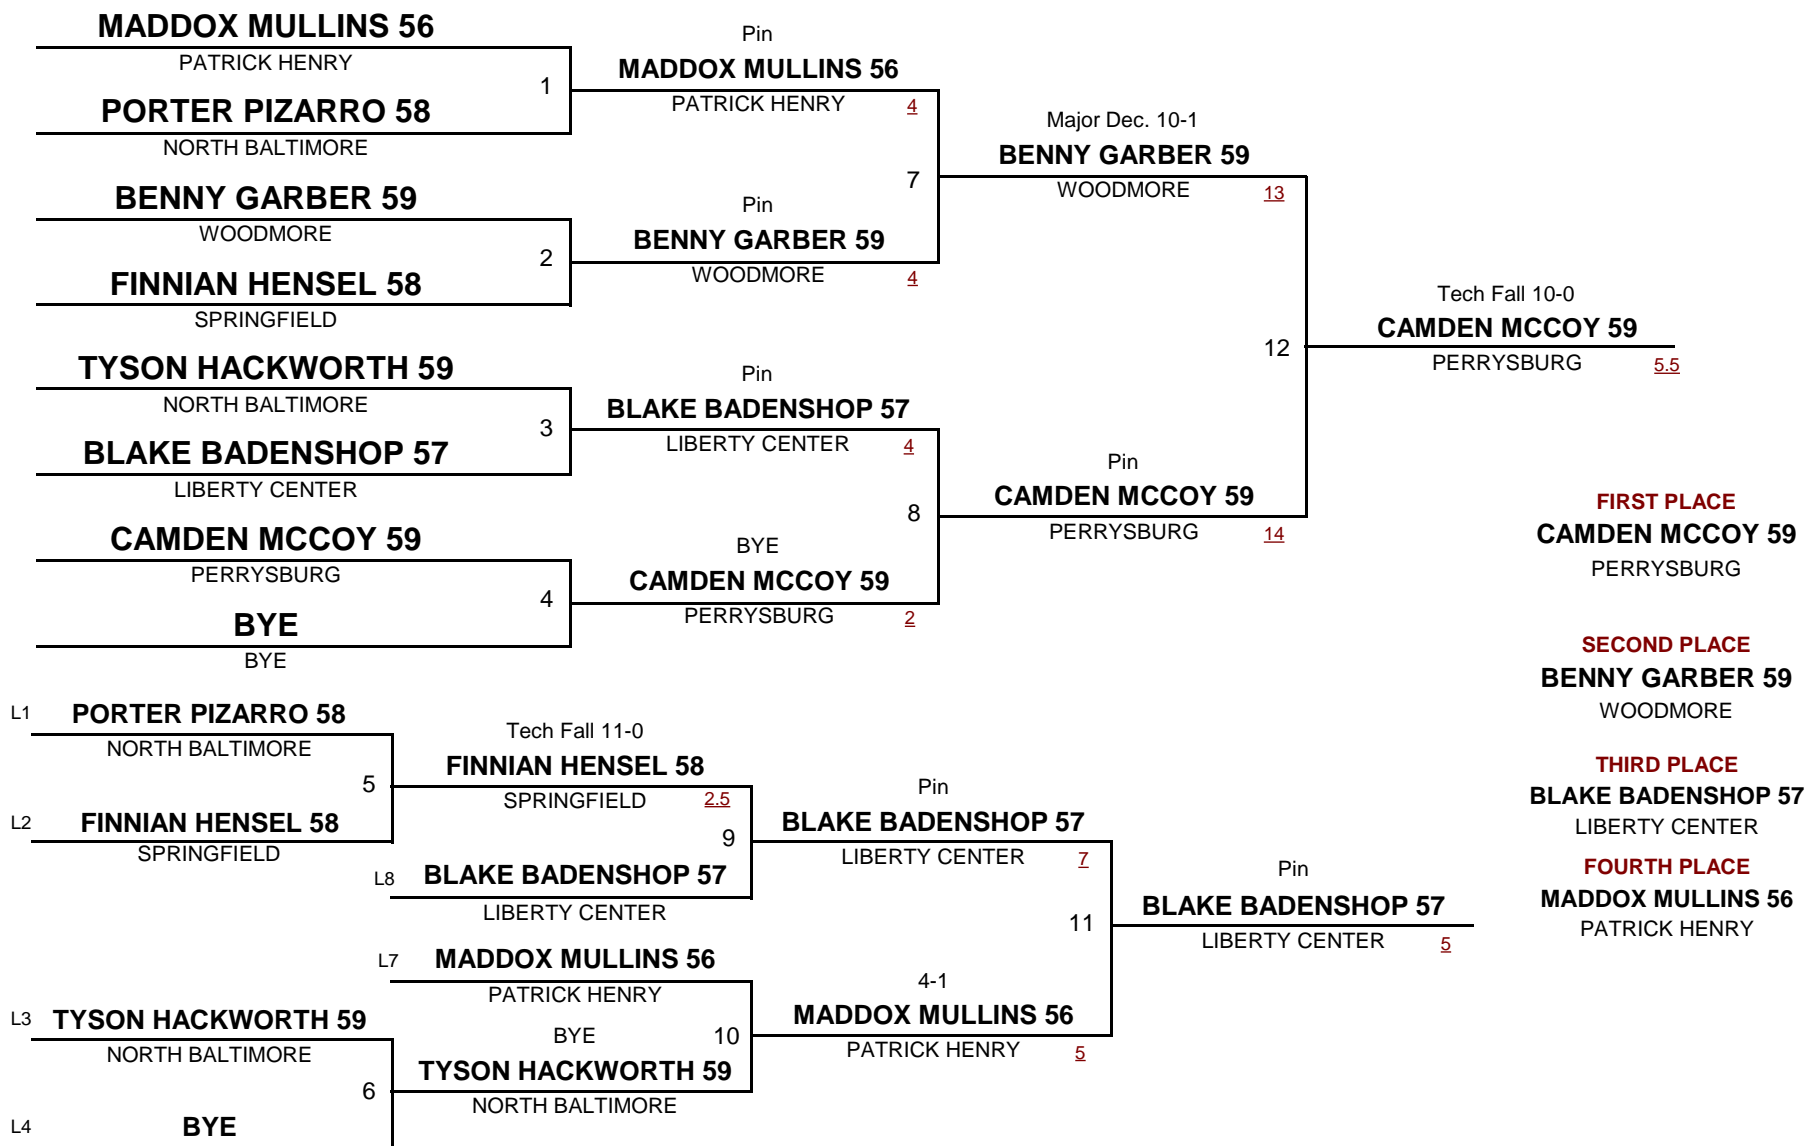 MADDOX MULLINS 56
PATRICK HENRY
1
PORTER PIZARRO 58
NORTH BALTIMORE
BENNY GARBER 59
WOODMORE
2
FINNIAN HENSEL 58
SPRINGFIELD
TYSON HACKWORTH 59
NORTH BALTIMORE
3
BLAKE BADENSHOP 57
LIBERTY CENTER
CAMDEN MCCOY 59
PERRYSBURG
4
BYE
BYE
Pin
MADDOX MULLINS 56
PATRICK HENRY 4
7
Pin
BENNY GARBER 59
WOODMORE 4
Pin
BLAKE BADENSHOP 57
LIBERTY CENTER 4
8
BYE
CAMDEN MCCOY 59
PERRYSBURG 2
Major Dec. 10-1
BENNY GARBER 59
WOODMORE 13
12
Pin
CAMDEN MCCOY 59
PERRYSBURG 14
Tech Fall 10-0
CAMDEN MCCOY 59
PERRYSBURG 5.5
FIRST PLACE
CAMDEN MCCOY 59
PERRYSBURG
SECOND PLACE
BENNY GARBER 59
WOODMORE
THIRD PLACE
BLAKE BADENSHOP 57
LIBERTY CENTER
FOURTH PLACE
MADDOX MULLINS 56
PATRICK HENRY
L1 PORTER PIZARRO 58
NORTH BALTIMORE
5
L2 FINNIAN HENSEL 58
SPRINGFIELD
L3 TYSON HACKWORTH 59
NORTH BALTIMORE
6
L4 BYE
Tech Fall 11-0
FINNIAN HENSEL 58
SPRINGFIELD 2.5
9
L8 BLAKE BADENSHOP 57
LIBERTY CENTER
L7 MADDOX MULLINS 56
PATRICK HENRY
BYE 10
TYSON HACKWORTH 59
NORTH BALTIMORE
Pin
BLAKE BADENSHOP 57
LIBERTY CENTER 7
11
4-1
MADDOX MULLINS 56
PATRICK HENRY 5
Pin
BLAKE BADENSHOP 57
LIBERTY CENTER 5